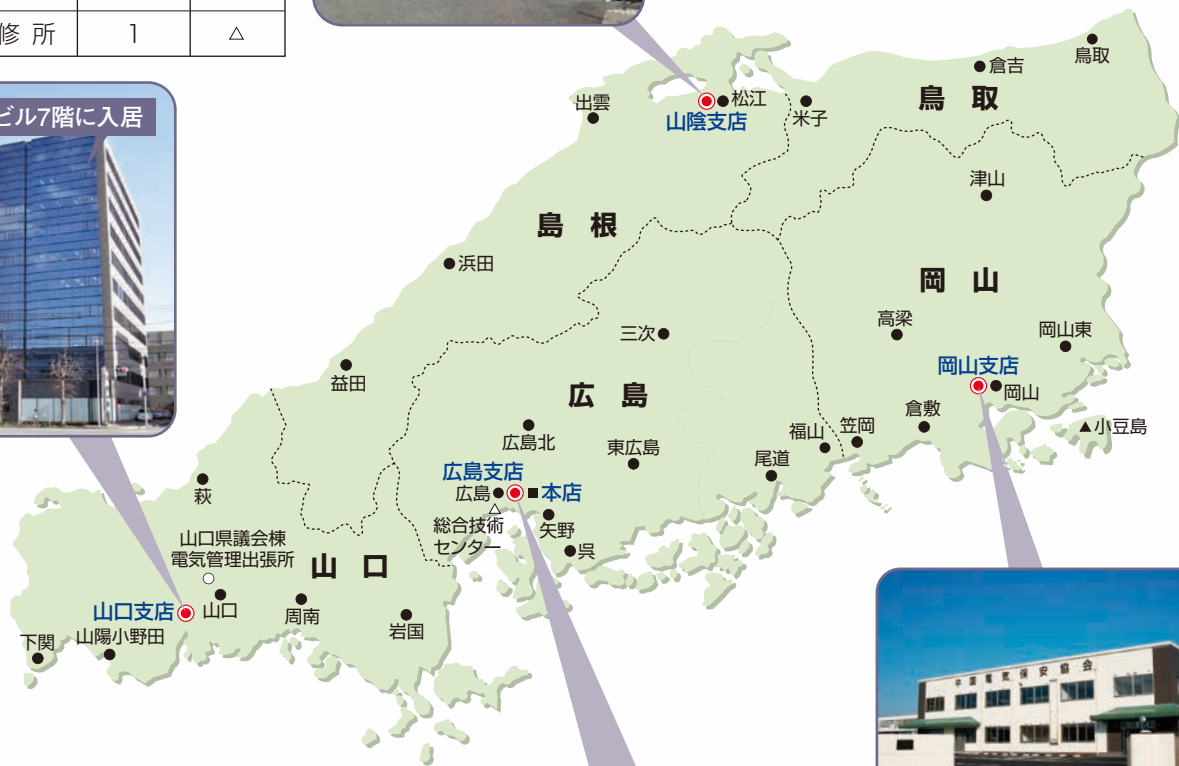 修 所 1 △
ル7階に入居
鳥取
倉吉
鳥 取
出雲
松江
米子
山陰支店
津山
島 根
浜田
岡 山
高梁
岡山東
三次
岡山支店
岡山
益田
広 島
倉敷
小豆島
広島北
東広島
福山
笠岡
尾道
広島支店
広島
本店
萩
総合技術
センター
矢野
呉
山口県議会棟
電気管理出張所
山 口
山口支店
山口
周南
岩国
下関
山陽小野田
中国電気保安協会